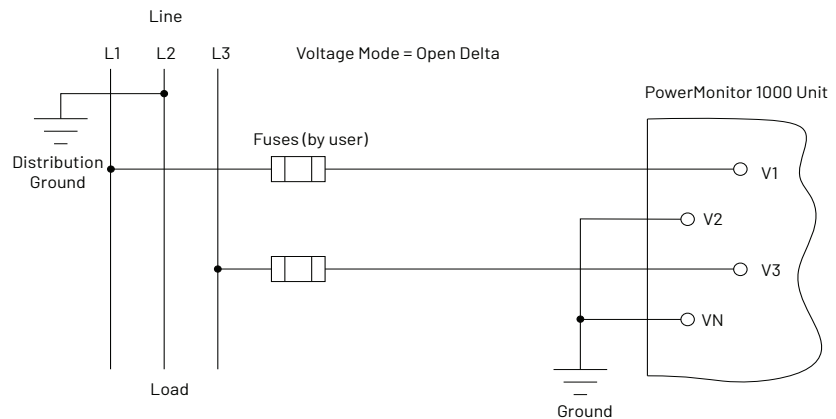 Line
L1 L2 L3 Voltage Mode = Open Delta
PowerMonitor 1000 Unit
Fuses (by user)
Distribution
Ground
V1
V2
V3
VN
Load
Ground